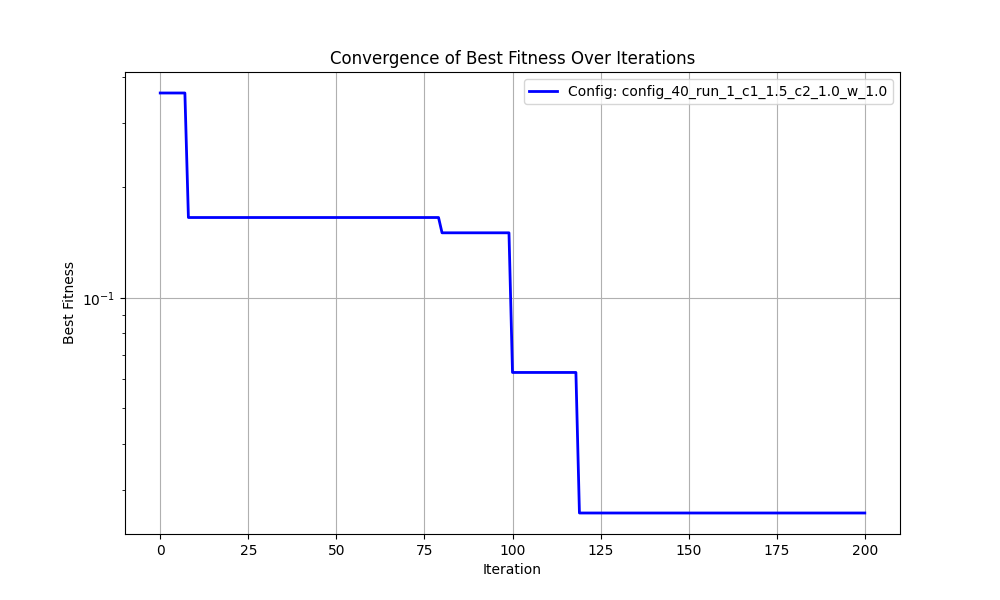 Convergence of Best Fitness Over Iterations
Config: config_40_run_1_c1_1.5_c2_1.0_w_1.0
Best Fitness
10⁻¹
0 25 50 75 100 125 150 175 200
Iteration